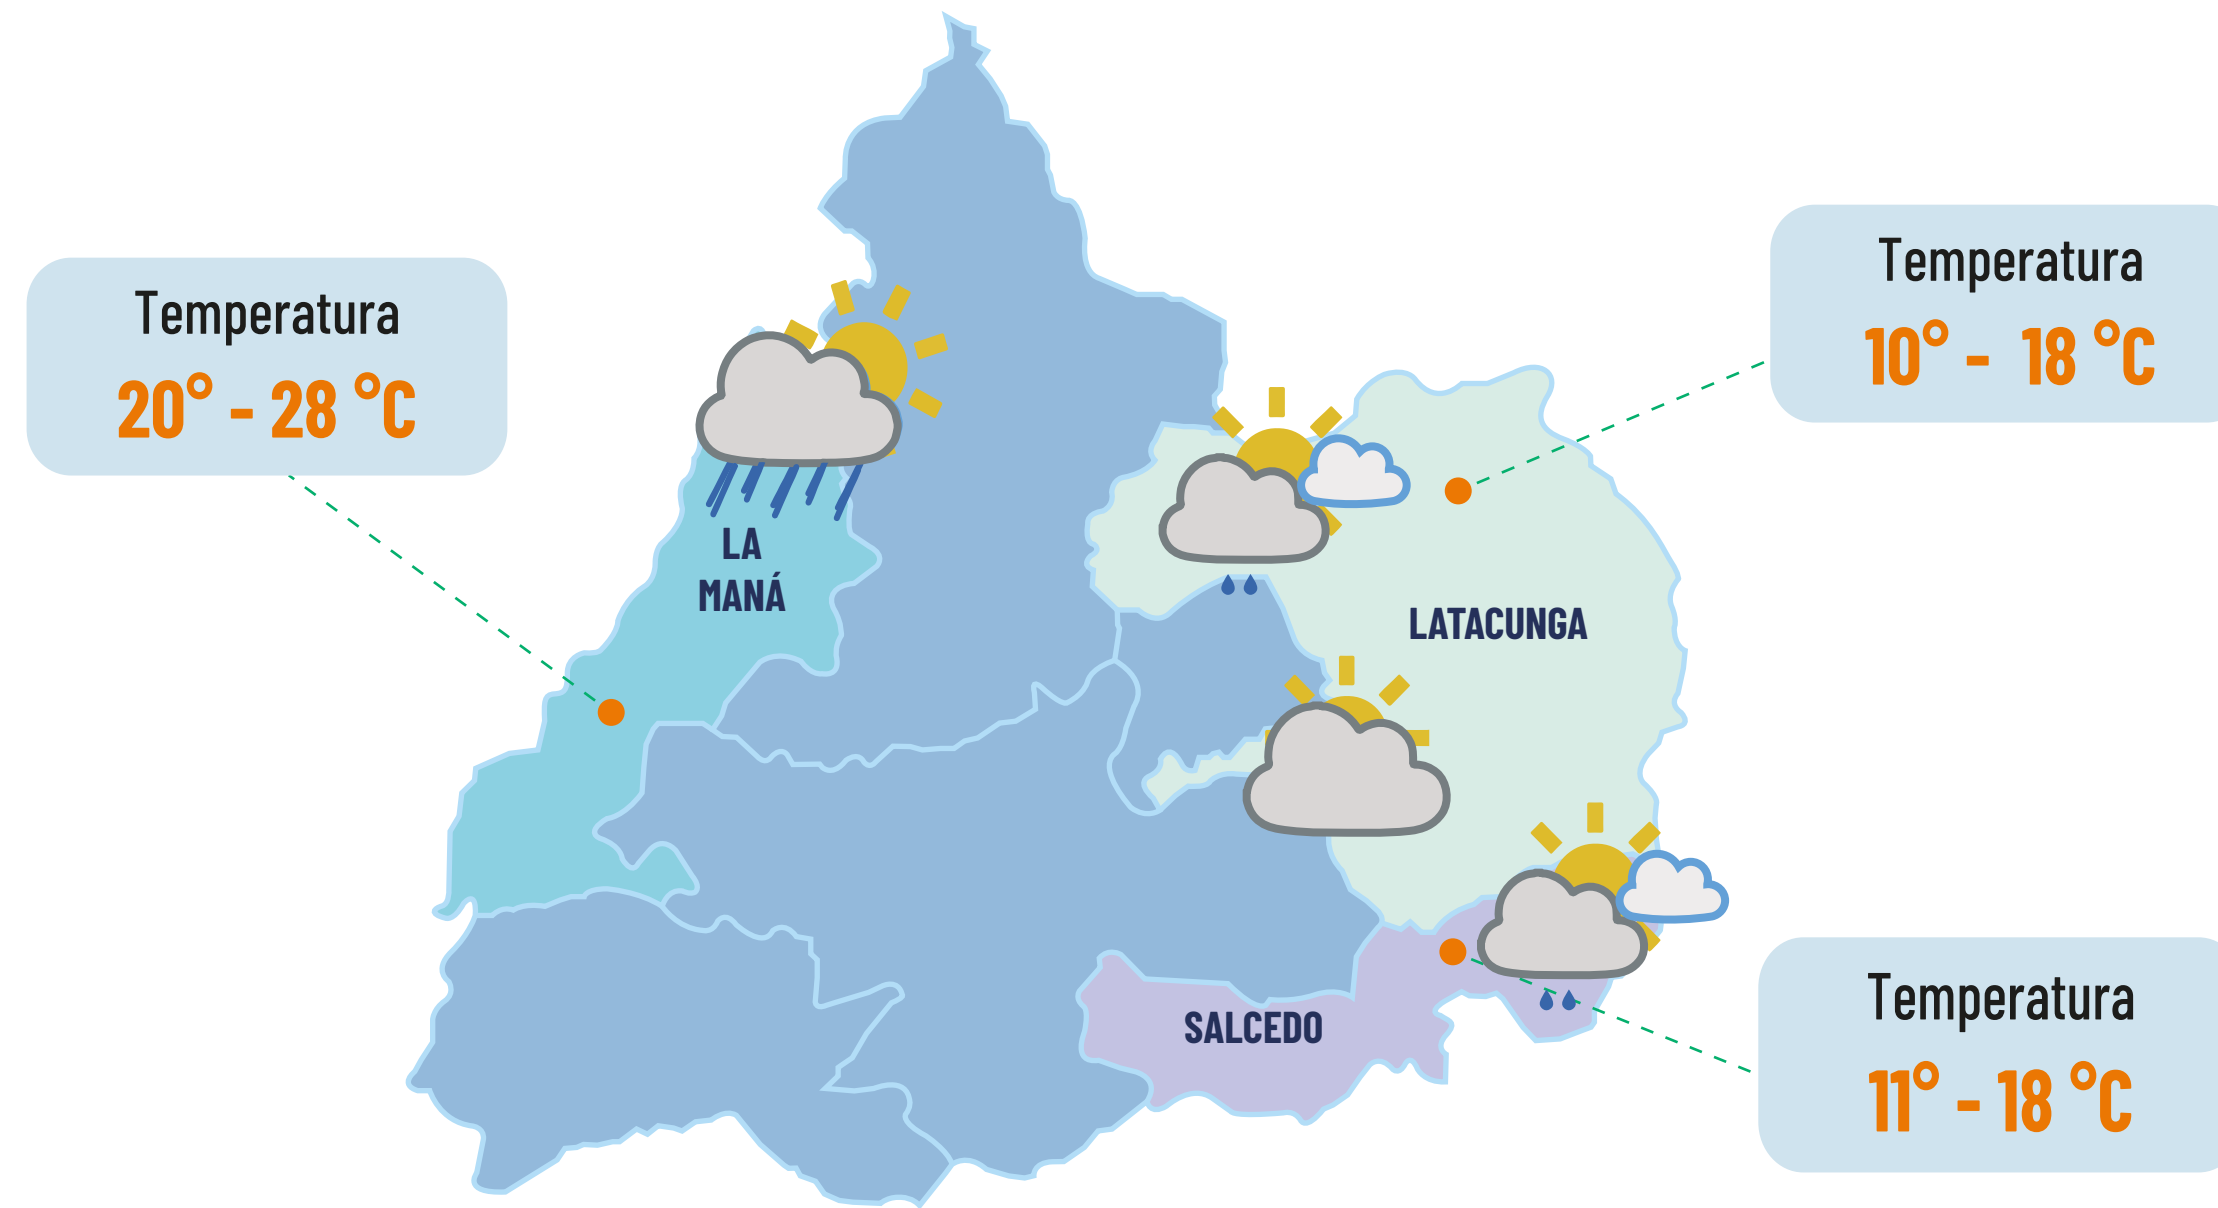 Temperatura
20° - 28 °C
Temperatura
10° - 18 °C
LA
MANÁ
LATACUNGA
SALCEDO
Temperatura
11° - 18 °C